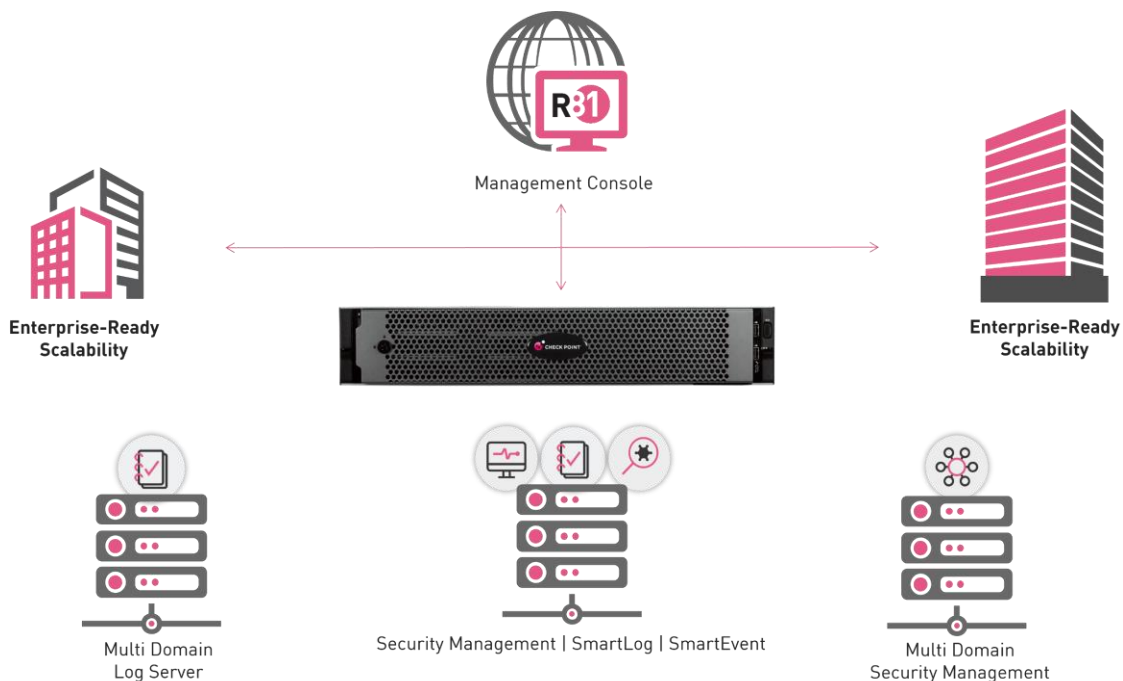 R81
Management Console
Enterprise-Ready
Scalability
Enterprise-Ready
Scalability
CHECK POINT
Multi Domain
Log Server
Security Management | SmartLog | SmartEvent
Multi Domain
Security Management